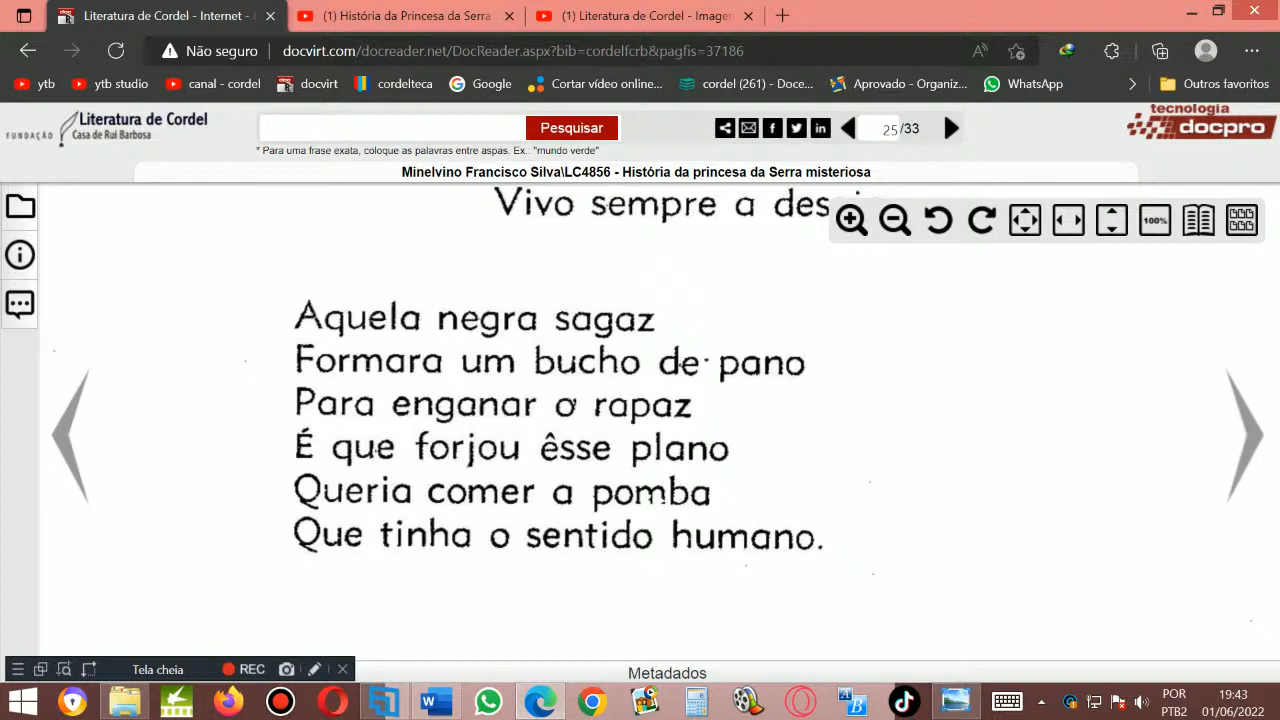 Literatura de Cordel - Internet -
(1) História da Princesa da Serra
(1) Literatura de Cordel - Imagen
Não seguro
docvirt.com/docreader.net/DocReader.aspx?bib=cordelfcrb&pagfis=37186
ytb
ytb studio
canal - cordel
docvirt
cordelteca
Google
Cortar vídeo online...
cordel (261) - Doce...
Aprovado - Organiz...
WhatsApp
Outros favoritos
FUNDAÇÃO
Literatura de Cordel
Casa de Rui Barbosa
Pesquisar
25/33
tecnologia
docpro
* Para uma frase exata, coloque as palavras entre aspas. Ex.: "mundo verde"
Minelvino Francisco Silva\LC4856 - História da princesa da Serra misteriosa
Vivo sempre a
100%
Aquela negra sagaz
Formara um bucho de pano
Para enganar o rapaz
É que forjou êsse plano
Queria comer a pomba
Que tinha o sentido humano.
Tela cheia
REC
Metadados
POR
PTB2
19:43
01/06/2022